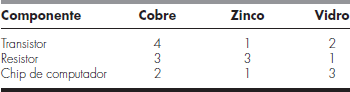 Componente Cobre Zinco Vidro
Transistor 4 1 2
Resistor 3 3 1
Chip de computador 2 1 3